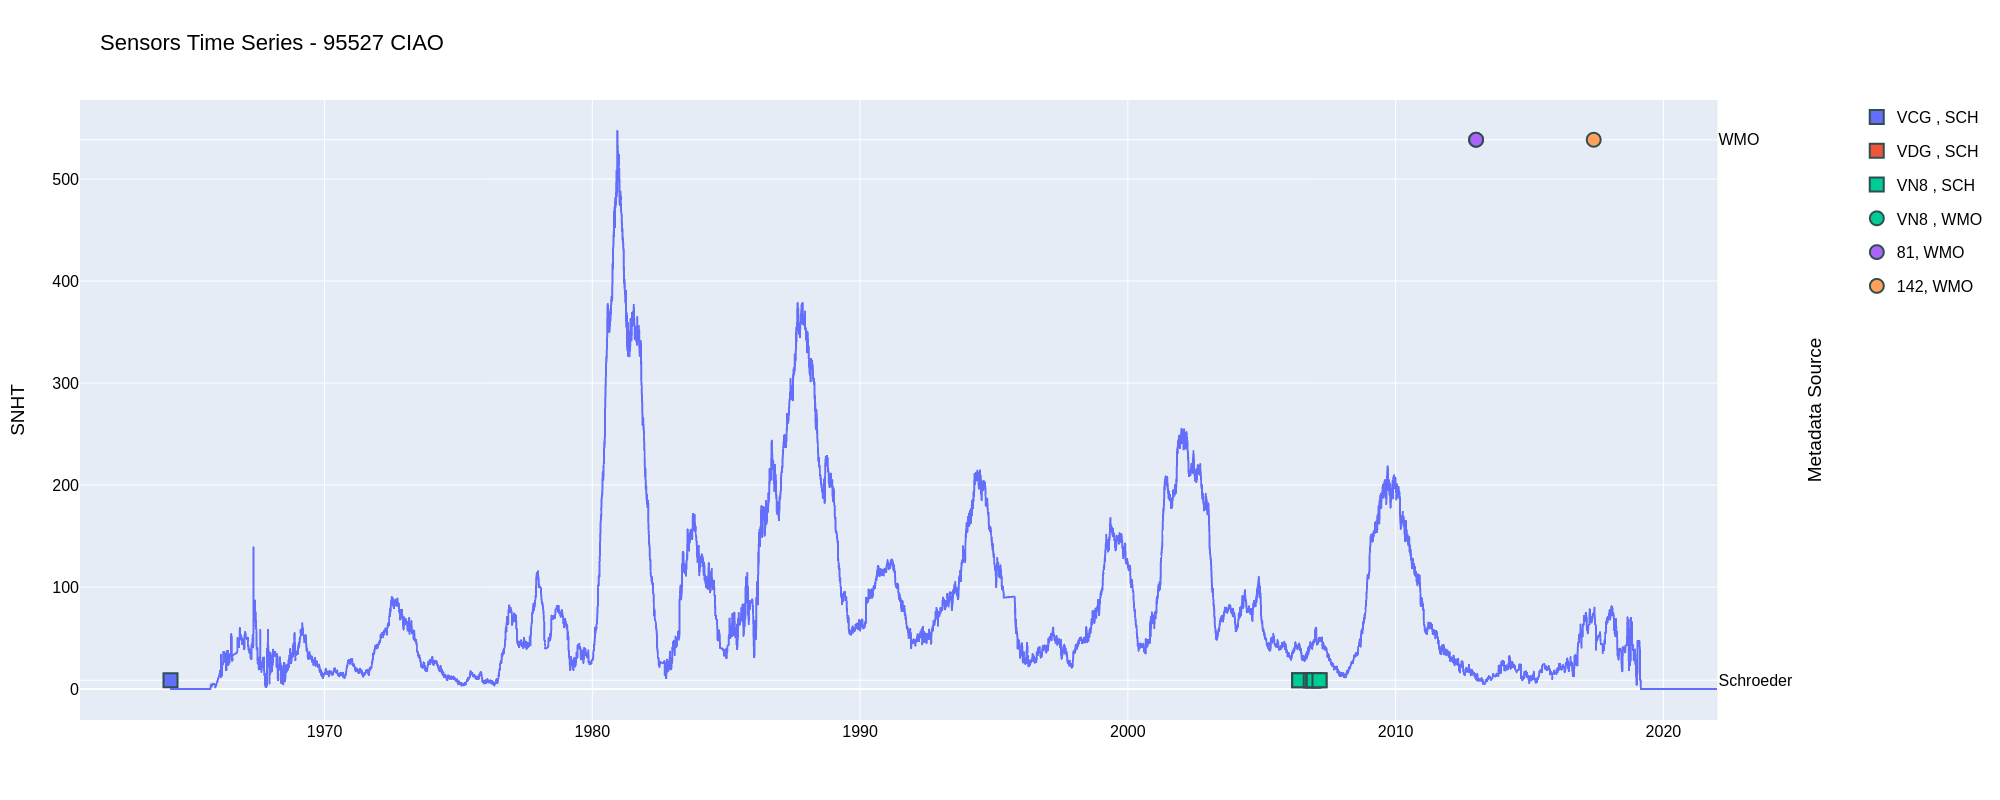 Sensors Time Series - 95527 CIAO
SNHT
500
400
300
200
100
0
1970
1980
1990
2000
2010
2020
WMO
Schroeder
Metadata Source
VCG , SCH
VDG , SCH
VN8 , SCH
VN8 , WMO
81, WMO
142, WMO